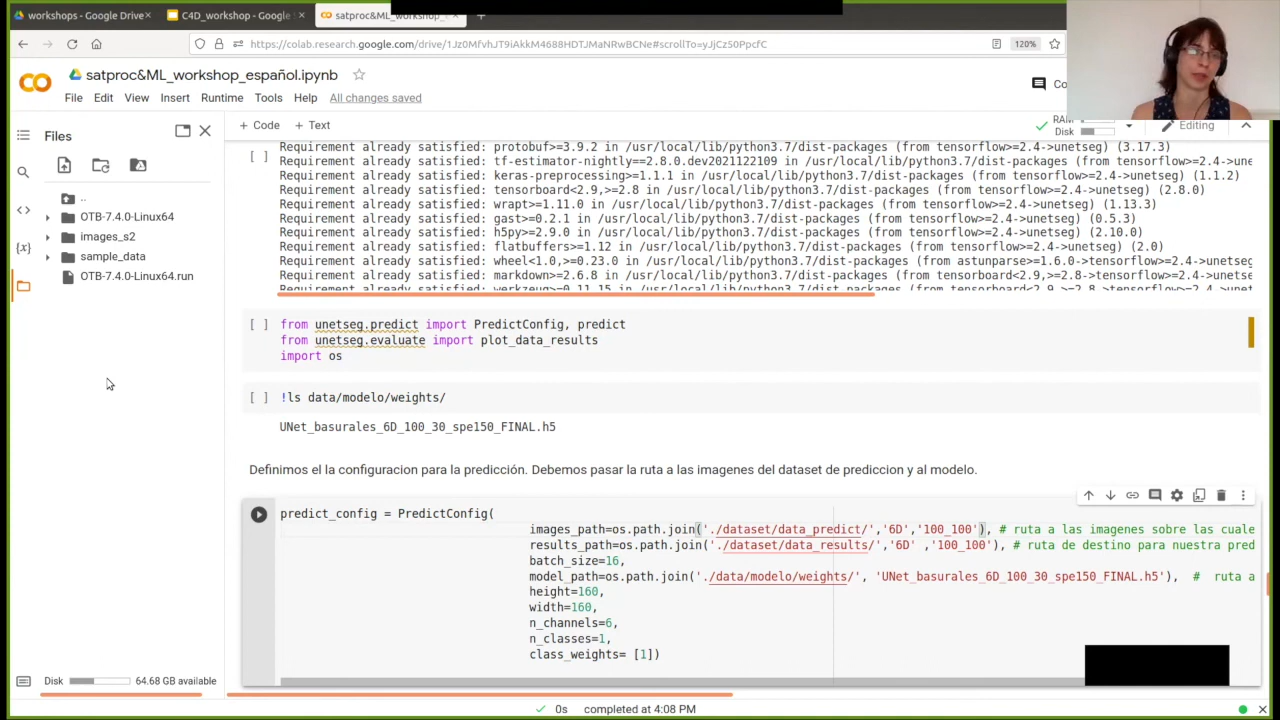 workshops - Google Drive
C4D_workshop - Google S
satproc&ML_workshop_e
https://colab.research.google.com/drive/1Jz0MfvhJT9iAkkM4688HDTJMaNRwBCNe#scrollTo=yJjCz50PpcfC
120%
satproc&ML_workshop_español.ipynb
File Edit View Insert Runtime Tools Help All changes saved
Co
Files
+ Code + Text
RAM
Disk
Editing
..
OTB-7.4.0-Linux64
images_s2
sample_data
OTB-7.4.0-Linux64.run
[ ]
Requirement already satisfied: protobuf>=3.9.2 in /usr/local/lib/python3.7/dist-packages (from tensorflow>=2.4->unetseg) (3.17.3)
Requirement already satisfied: tf-estimator-nightly==2.8.0.dev2021122109 in /usr/local/lib/python3.7/dist-packages (from tensorflow>=2.4->une
Requirement already satisfied: keras-preprocessing>=1.1.1 in /usr/local/lib/python3.7/dist-packages (from tensorflow>=2.4->unetseg) (1.1.2)
Requirement already satisfied: tensorboard<2.9,>=2.8 in /usr/local/lib/python3.7/dist-packages (from tensorflow>=2.4->unetseg) (2.8.0)
Requirement already satisfied: wrapt>=1.11.0 in /usr/local/lib/python3.7/dist-packages (from tensorflow>=2.4->unetseg) (1.13.3)
Requirement already satisfied: gast>=0.2.1 in /usr/local/lib/python3.7/dist-packages (from tensorflow>=2.4->unetseg) (0.5.3)
Requirement already satisfied: h5py>=2.9.0 in /usr/local/lib/python3.7/dist-packages (from tensorflow>=2.4->unetseg) (2.10.0)
Requirement already satisfied: flatbuffers>=1.12 in /usr/local/lib/python3.7/dist-packages (from tensorflow>=2.4->unetseg) (2.0)
Requirement already satisfied: wheel<1.0,>=0.23.0 in /usr/local/lib/python3.7/dist-packages (from astunparse>=1.6.0->tensorflow>=2.4->unetseg
Requirement already satisfied: markdown>=2.6.8 in /usr/local/lib/python3.7/dist-packages (from tensorboard<2.9,>=2.8->tensorflow>=2.4->unetse
Requirement already satisfied: werkzeug>=0.11.15 in /usr/local/lib/python3.7/dist-packages (from tensorboard<2.9,>=2.8->tensorflow>=2.4->unet
[ ] from unetseg.predict import PredictConfig, predict
from unetseg.evaluate import plot_data_results
import os
[ ] !ls data/modelo/weights/
UNet_basurales_6D_100_30_spe150_FINAL.h5
Definimos el la configuracion para la predicción. Debemos pasar la ruta a las imagenes del dataset de prediccion y al modelo.
predict_config = PredictConfig(
images_path=os.path.join('./dataset/data_predict/','6D','100_100'), # ruta a las imagenes sobre las cuale
results_path=os.path.join('./dataset/data_results/','6D' ,'100_100'), # ruta de destino para nuestra pred
batch_size=16,
model_path=os.path.join('./data/modelo/weights/', 'UNet_basurales_6D_100_30_spe150_FINAL.h5'), # ruta a
height=160,
width=160,
n_channels=6,
n_classes=1,
class_weights= [1])
Disk 64.68 GB available
0s completed at 4:08 PM